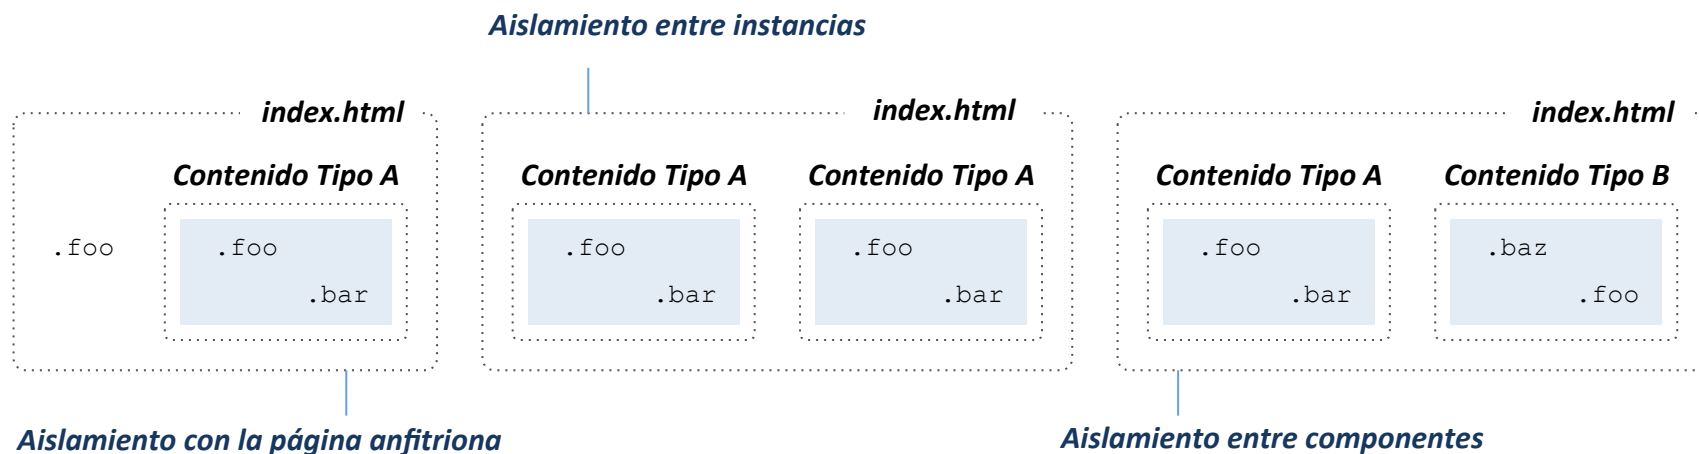 Aislamiento entre instancias
index.html
index.html
index.html
Contenido Tipo A
Contenido Tipo A
Contenido Tipo A
Contenido Tipo A
Contenido Tipo B
.foo
.foo
.foo
.foo
.foo
.baz
.bar
.bar
.bar
.bar
.foo
Aislamiento con la página anfitriona
Aislamiento entre componentes